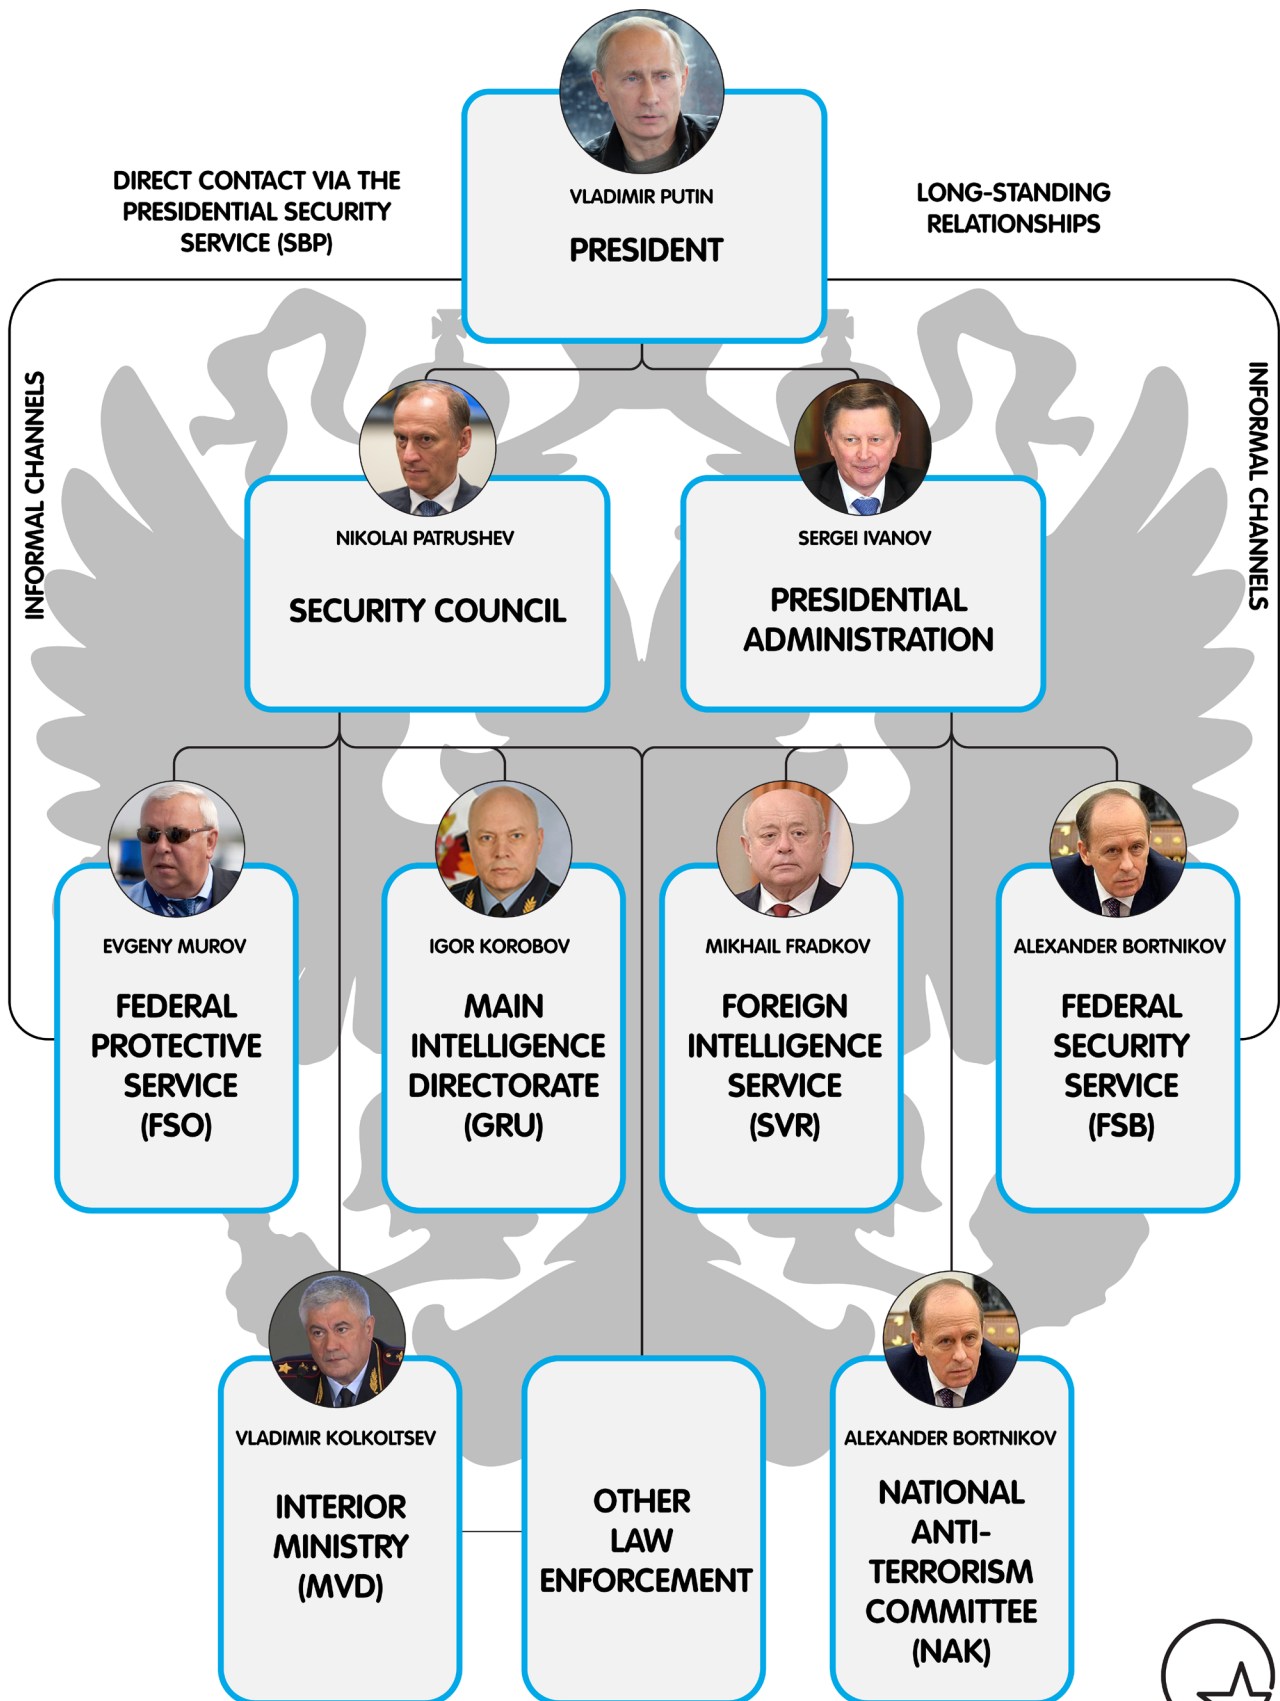 VLADIMIR PUTIN
PRESIDENT
DIRECT CONTACT VIA THE
PRESIDENTIAL SECURITY
SERVICE (SBP)
LONG-STANDING
RELATIONSHIPS
INFORMAL CHANNELS
INFORMAL CHANNELS
NIKOLAI PATRUSHEV
SECURITY COUNCIL
SERGEI IVANOV
PRESIDENTIAL
ADMINISTRATION
EVGENY MUROV
FEDERAL
PROTECTIVE
SERVICE
(FSO)
IGOR KOROBOV
MAIN
INTELLIGENCE
DIRECTORATE
(GRU)
MIKHAIL FRADKOV
FOREIGN
INTELLIGENCE
SERVICE
(SVR)
ALEXANDER BORTNIKOV
FEDERAL
SECURITY
SERVICE
(FSB)
VLADIMIR KOLKOLTSEV
INTERIOR
MINISTRY
(MVD)
OTHER
LAW
ENFORCEMENT
ALEXANDER BORTNIKOV
NATIONAL
ANTI-
TERRORISM
COMMITTEE
(NAK)